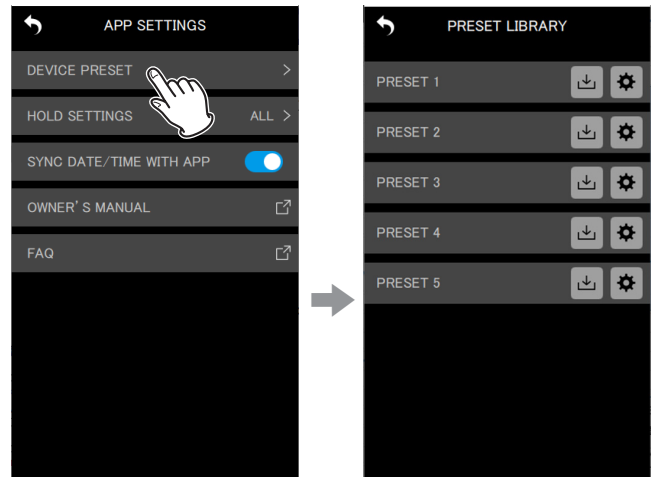 APP SETTINGS
DEVICE PRESET
HOLD SETTINGS ALL
SYNC DATE/TIME WITH APP
OWNER'S MANUAL
FAQ
PRESET LIBRARY
PRESET 1
PRESET 2
PRESET 3
PRESET 4
PRESET 5